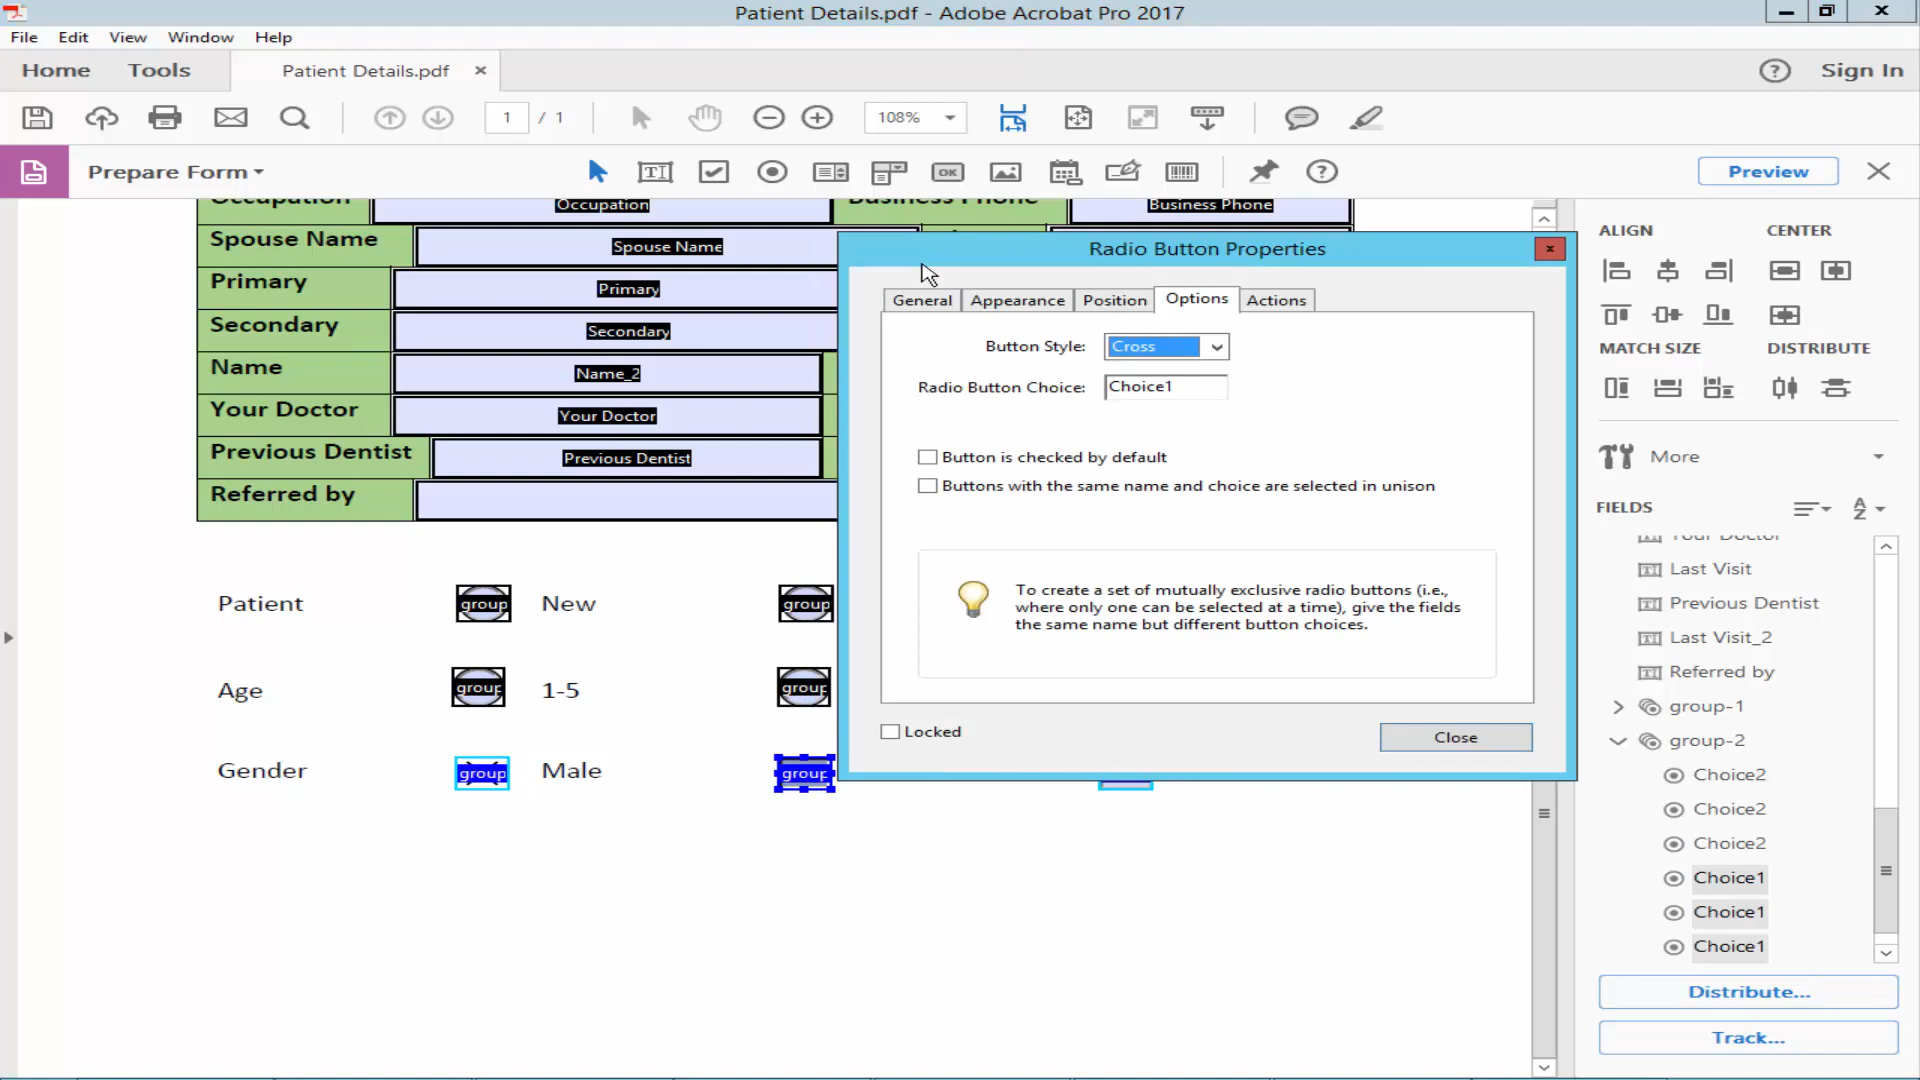 Patient Details.pdf - Adobe Acrobat Pro 2017
File Edit View Window Help
Home Tools Patient Details.pdf Sign In
1 / 1 108%
Prepare Form Preview
Occupation Occupation Business Phone Business Phone
Spouse Name Spouse Name
Primary Primary
Secondary Secondary
Name Name_2
Your Doctor Your Doctor
Previous Dentist Previous Dentist
Referred by
Patient group New group
Age group 1-5 group
Gender group Male group
Radio Button Properties
General Appearance Position Options Actions
Button Style: Cross
Radio Button Choice: Choice1
Button is checked by default
Buttons with the same name and choice are selected in unison
To create a set of mutually exclusive radio buttons (i.e.,
where only one can be selected at a time), give the fields
the same name but different button choices.
Locked Close
ALIGN CENTER
MATCH SIZE DISTRIBUTE
More
FIELDS
Your Doctor
Last Visit
Previous Dentist
Last Visit_2
Referred by
group-1
group-2
Choice2
Choice2
Choice2
Choice1
Choice1
Choice1
Distribute...
Track...